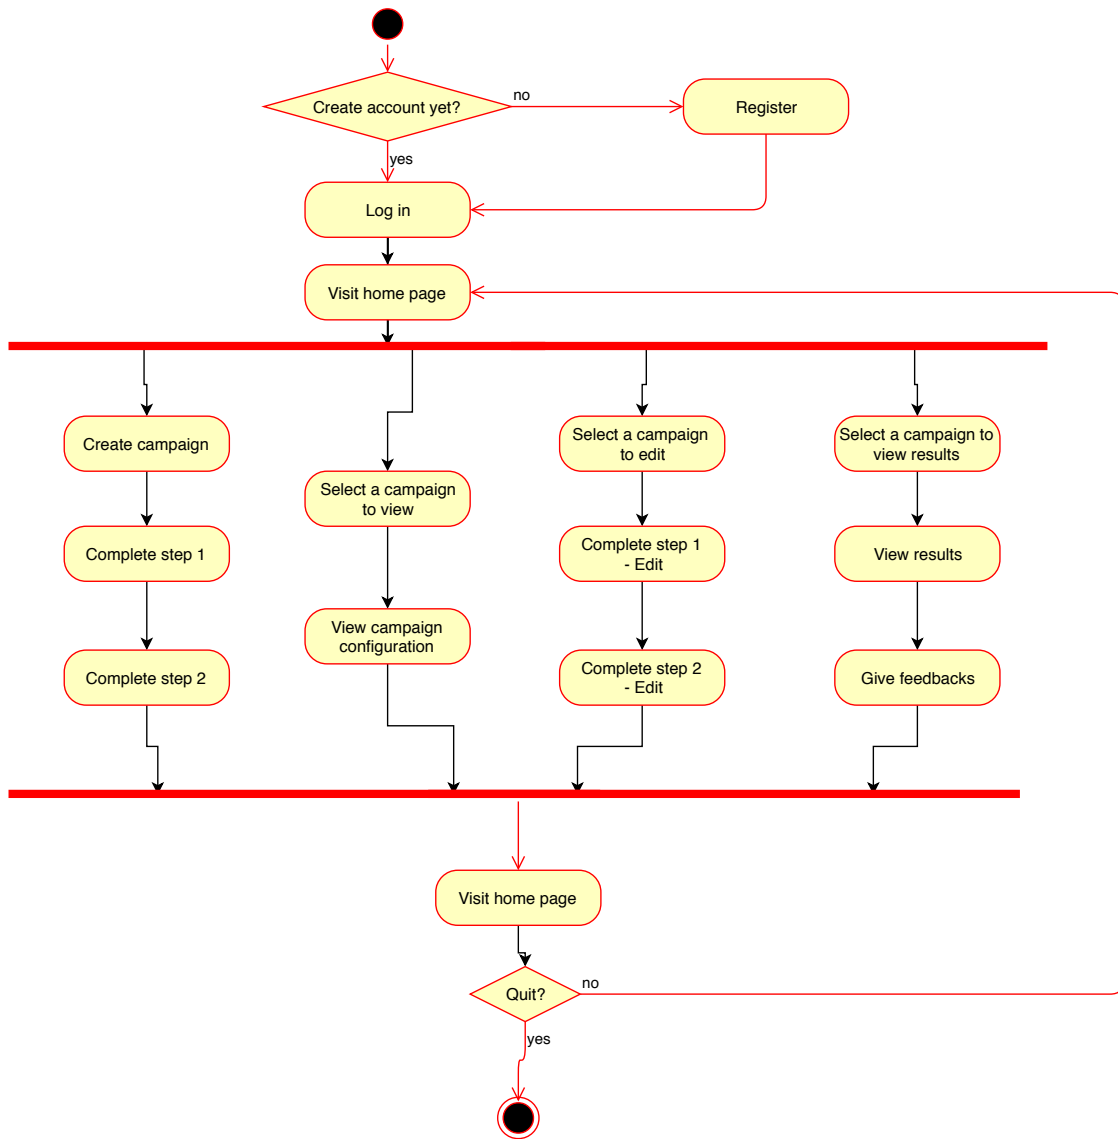 Create account yet?
no
Register
yes
Log in
Visit home page
Create campaign
Complete step 1
Complete step 2
Select a campaign
to view
View campaign
configuration
Select a campaign
to edit
Complete step 1
- Edit
Complete step 2
- Edit
Select a campaign to
view results
View results
Give feedbacks
Visit home page
Quit?
no
yes